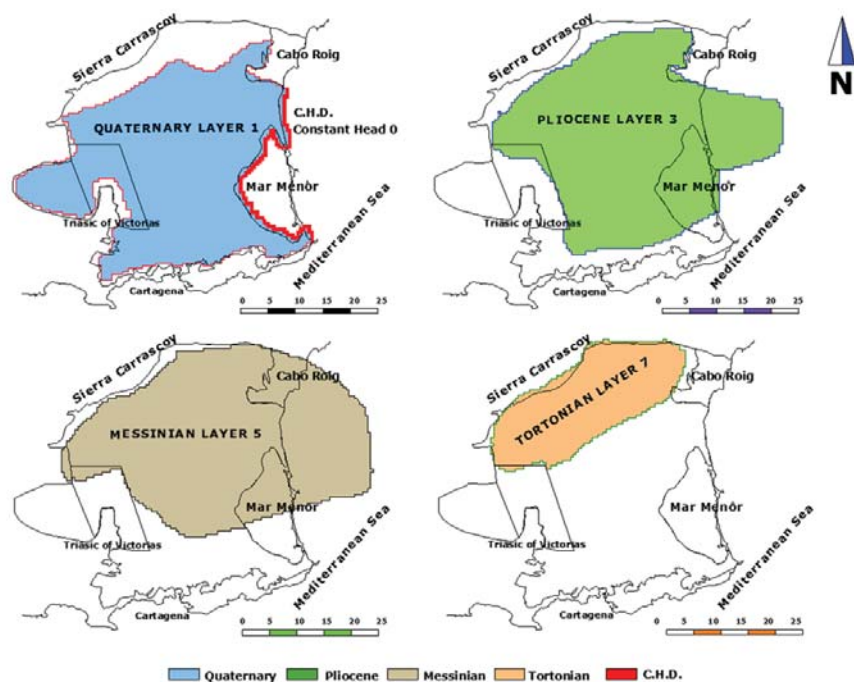 Sierra Carrascoy
Cabo Roig
C.H.D.
Constant Head 0
QUATERNARY LAYER 1
Mar Menor
Triasic of Victorias
Mediterranean Sea
Cartagena
0 5 10 15 20 25
Sierra Carrascoy
Cabo Roig
N
PLIOCENE LAYER 3
Mar Menor
Triasic of Victorias
Mediterranean Sea
Cartagena
0 5 10 15 20 25
Sierra Carrascoy
Cabo Roig
MESSINIAN LAYER 5
Mar Menor
Triasic of Victorias
Mediterranean Sea
Cartagena
0 5 10 15 20 25
Sierra Carrascoy
Cabo Roig
TORTONIAN LAYER 7
Mar Menor
Triasic of Victorias
Mediterranean Sea
Cartagena
0 5 10 15 20 25
Quaternary Pliocene Messinian Tortonian C.H.D.